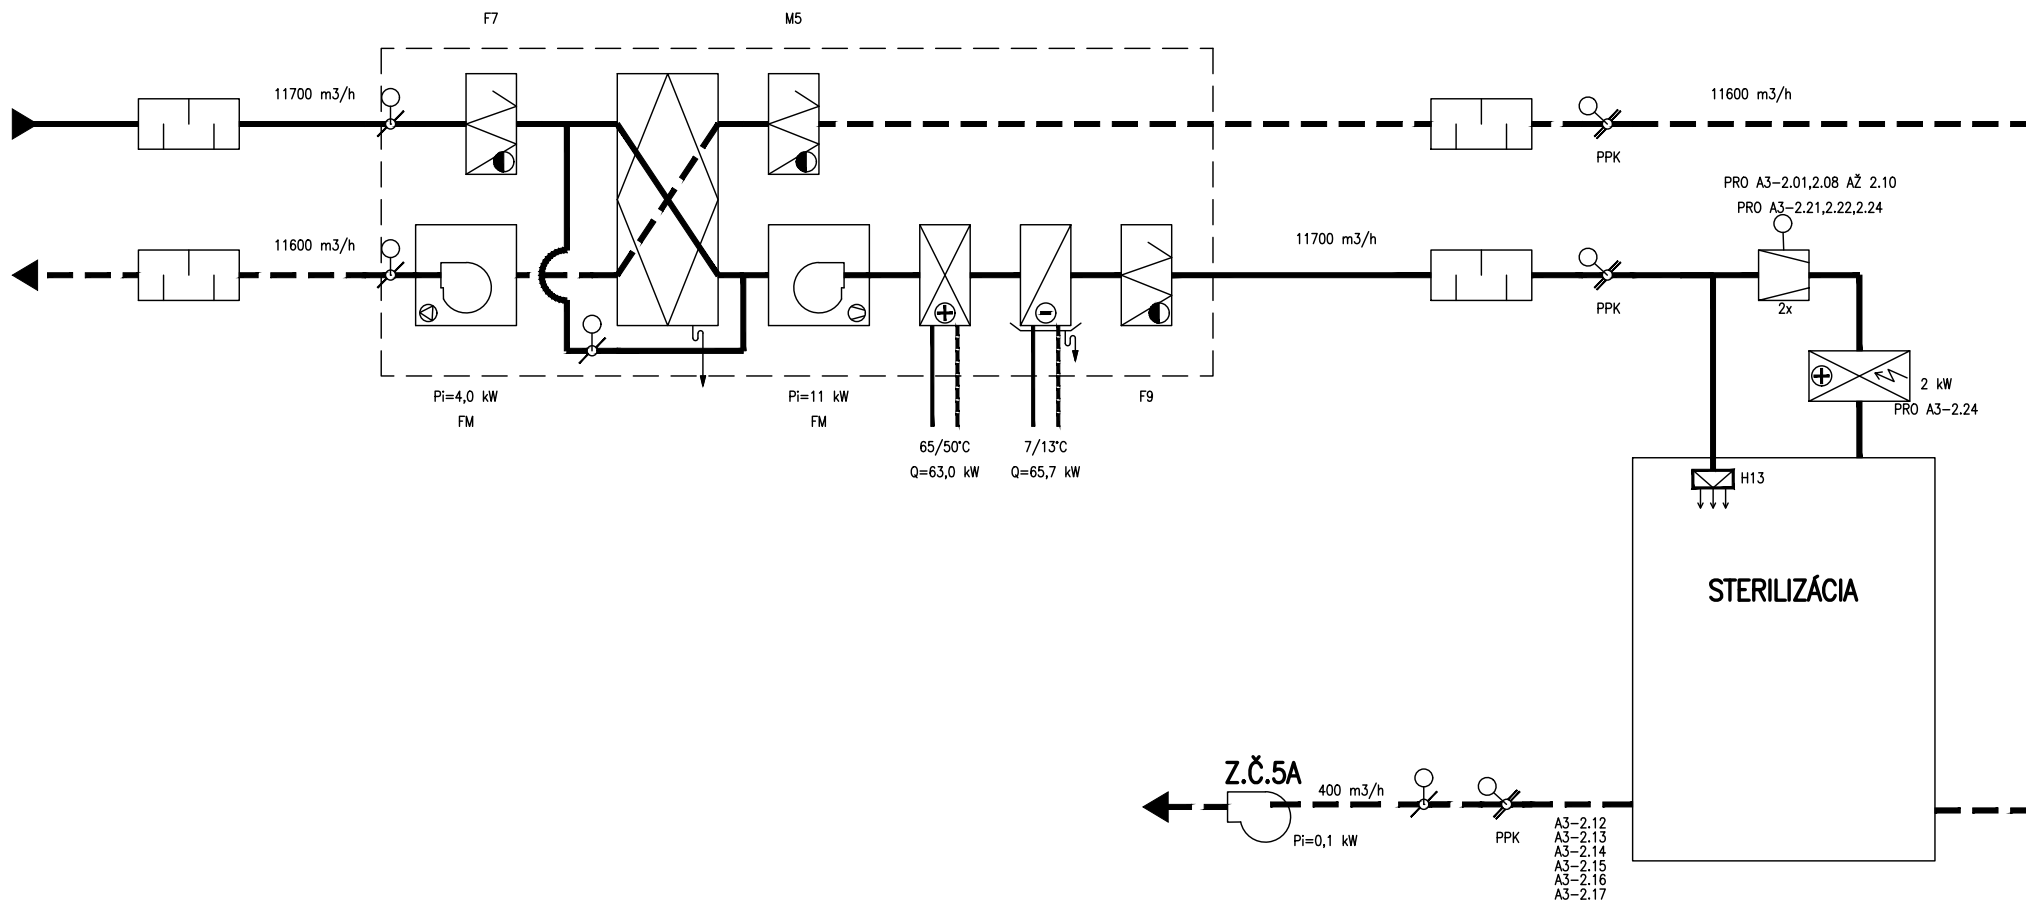 F7
M5
11700 m3/h
11600 m3/h
PPK
PRO A3-2.01,2.08 AŽ 2.10
PRO A3-2.21,2.22,2.24
11600 m3/h
11700 m3/h
PPK
2x
Pi=4,0 kW
FM
Pi=11 kW
FM
F9
2 kW
PRO A3-2.24
65/50°C
Q=63,0 kW
7/13°C
Q=65,7 kW
H13
STERILIZÁCIA
Z.Č.5A
400 m3/h
Pi=0,1 kW
PPK
A3-2.12
A3-2.13
A3-2.14
A3-2.15
A3-2.16
A3-2.17